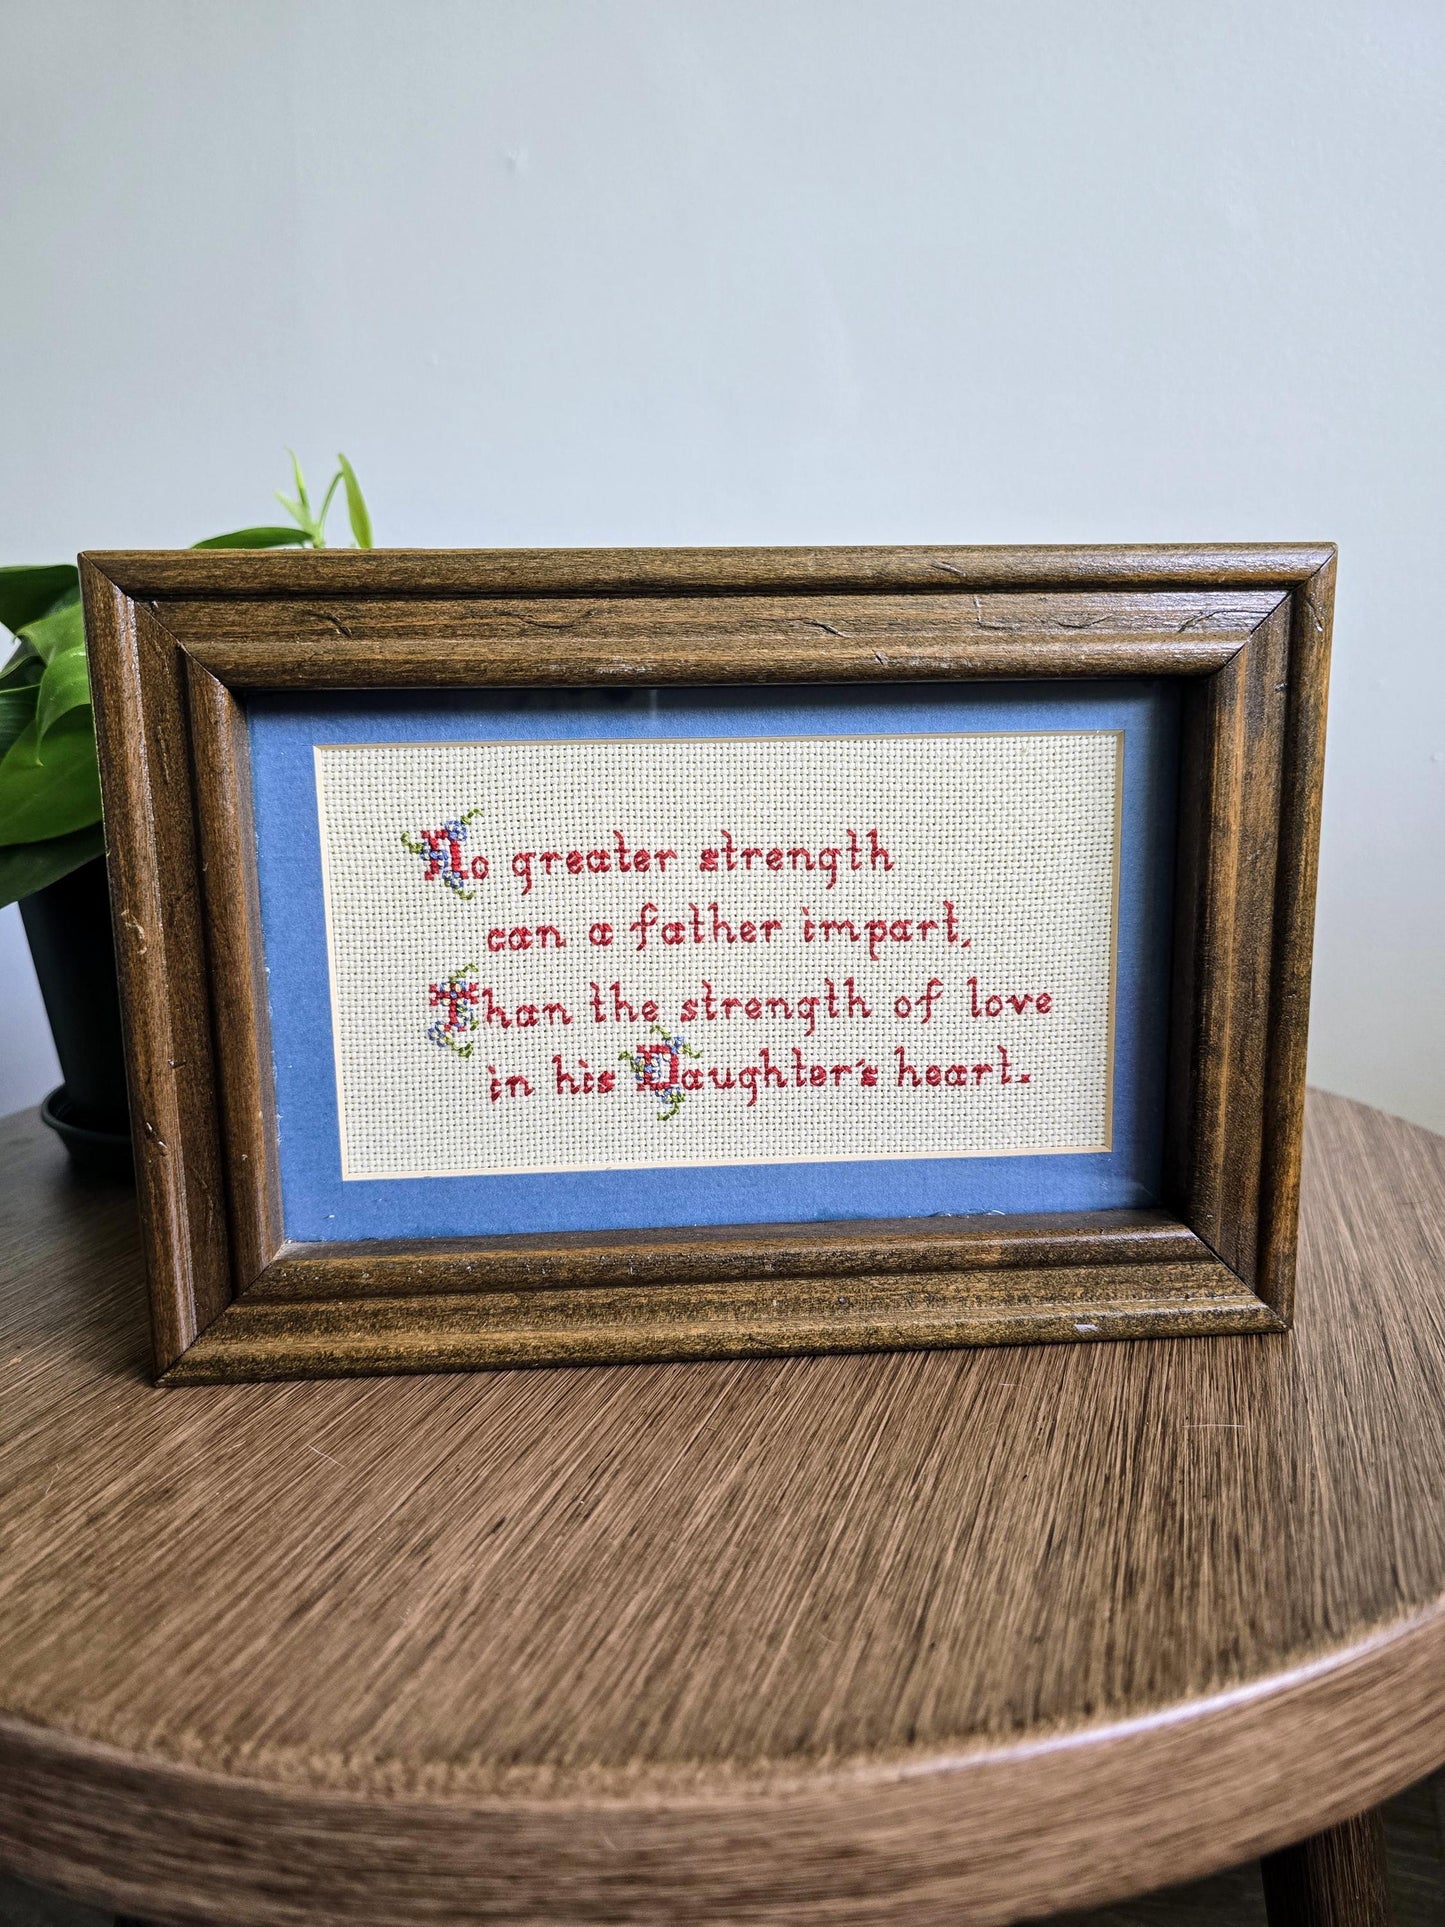 No greater strength
can a father impart,
Than the strength of love
in his Daughter's heart.